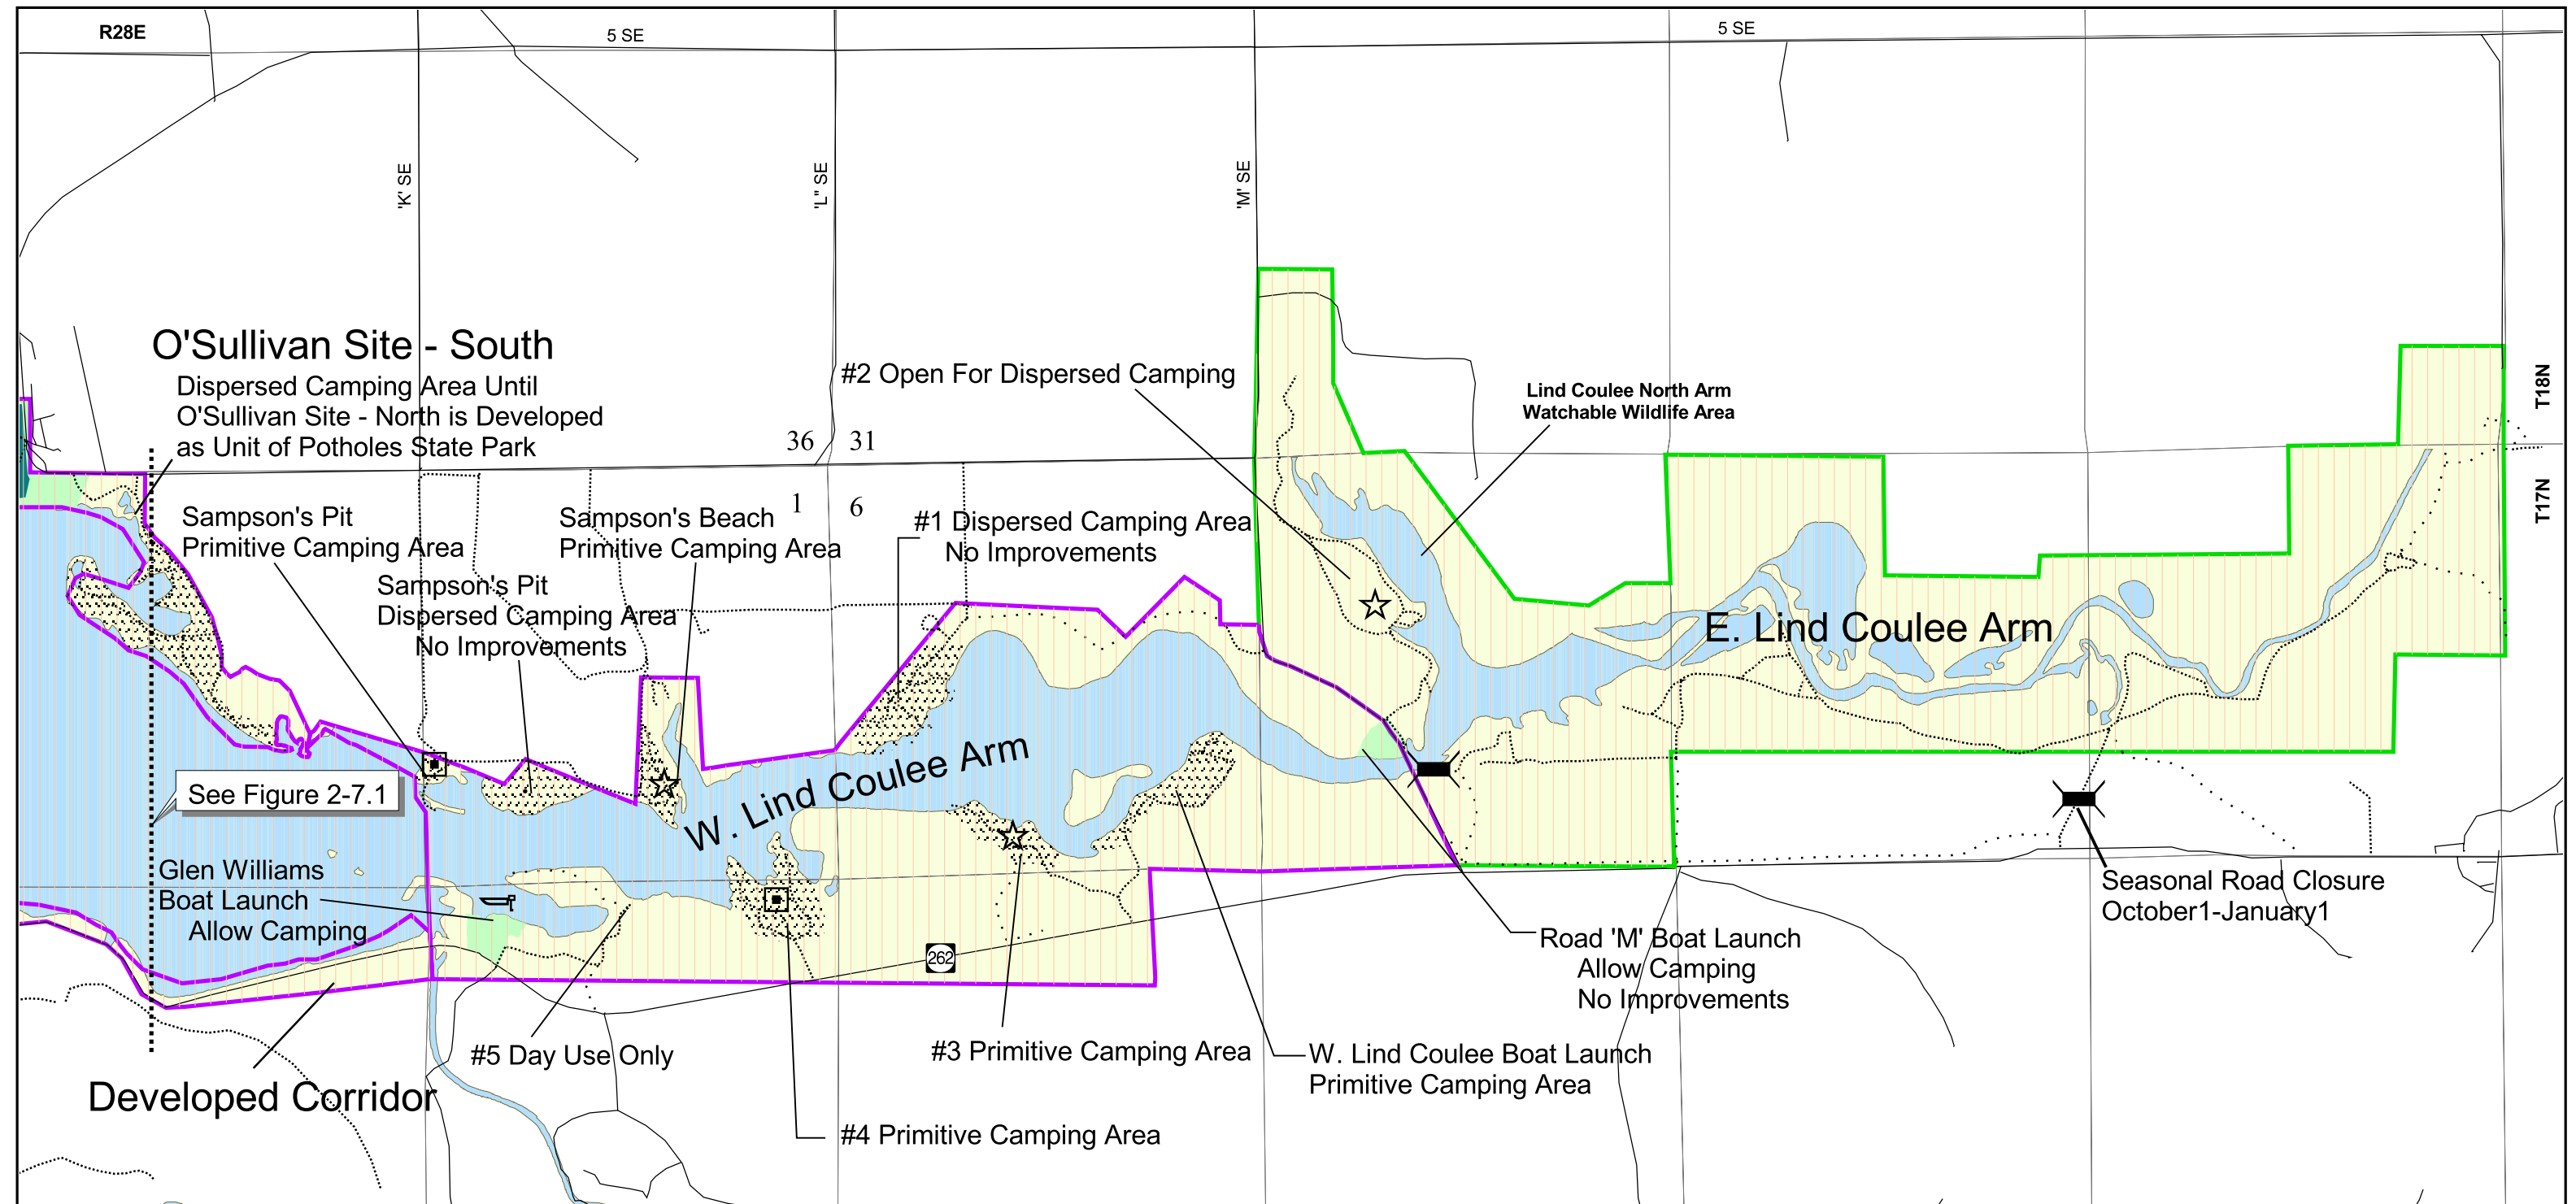 R28E
5 SE
5 SE
'K' SE
'L" SE
'M' SE
O'Sullivan Site - South
Dispersed Camping Area Until
O'Sullivan Site - North is Developed
as Unit of Potholes State Park
#2 Open For Dispersed Camping
Lind Coulee North Arm
Watchable Wildlife Area
T18N
T17N
36
31
1
6
Sampson's Pit
Primitive Camping Area
Sampson's Beach
Primitive Camping Area
#1 Dispersed Camping Area
No Improvements
Sampson's Pit
Dispersed Camping Area
No Improvements
E. Lind Coulee Arm
W. Lind Coulee Arm
See Figure 2-7.1
Glen Williams
Boat Launch
Allow Camping
Seasonal Road Closure
October1-January1
262
Road 'M' Boat Launch
Allow Camping
No Improvements
#5 Day Use Only
#3 Primitive Camping Area
W. Lind Coulee Boat Launch
Primitive Camping Area
Developed Corridor
#4 Primitive Camping Area